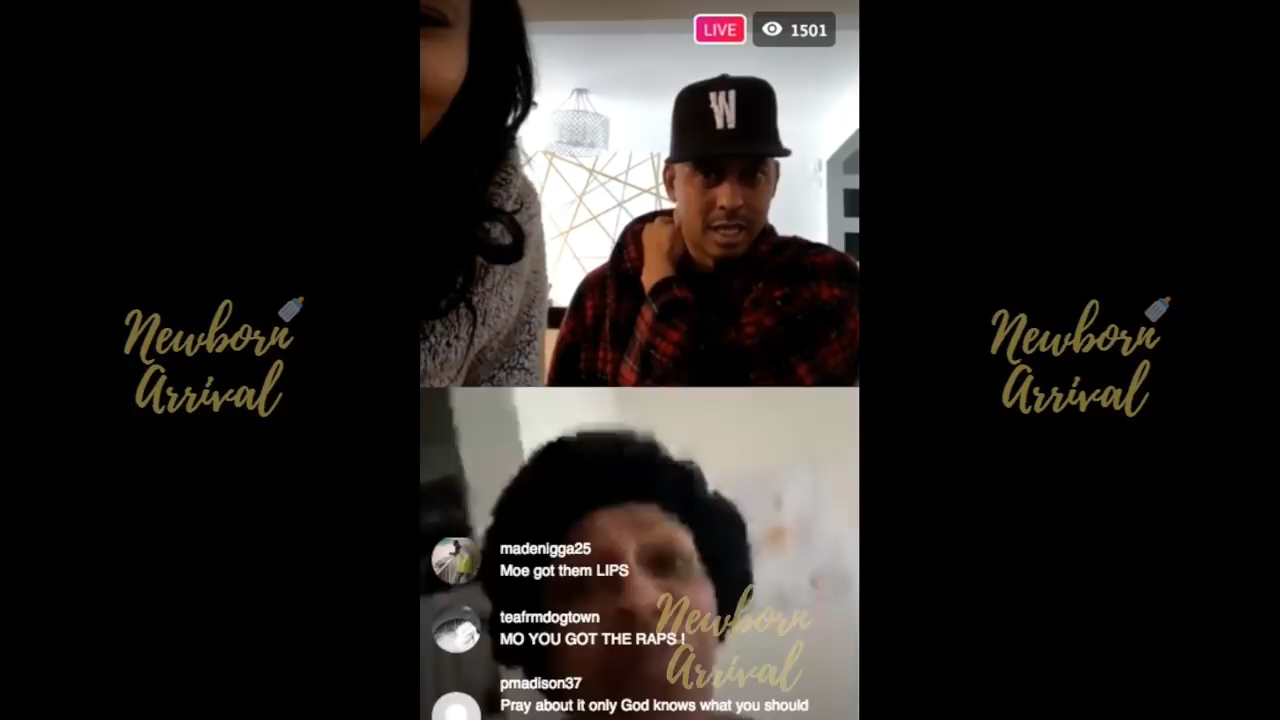 LIVE 1501
W
Newborn
Arrival
Newborn
Arrival
madenigga25
Moe got them LIPS
teafrmdogtown
MO YOU GOT THE RAPS !
Newborn
Arrival
pmadison37
Pray about it only God knows what you should